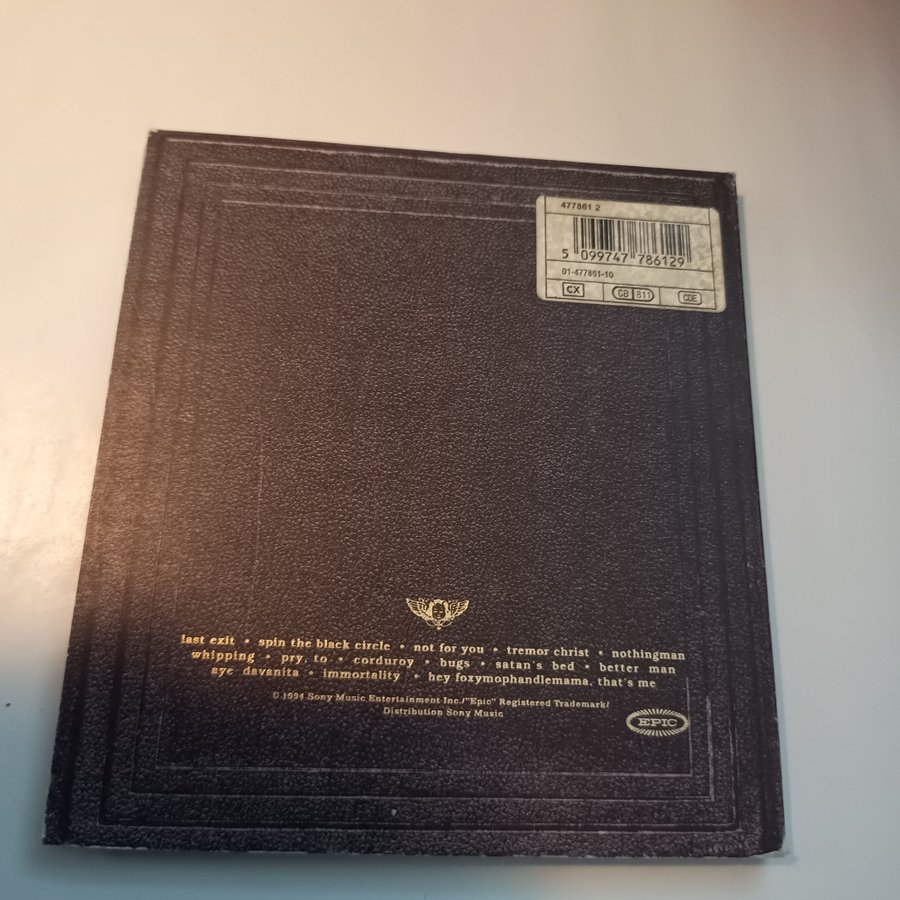 477861 2
5 099747 786129
01-477861-10
CX CB 811 CDE
last exit • spin the black circle • not for you • tremor christ • nothingman
whipping • pry, to • corduroy • bugs • satan's bed • better man
aye davanita • immortality • hey foxymophandlemama, that's me
© 1994 Sony Music Entertainment Inc./"Epic" Registered Trademark/
Distribution Sony Music
EPIC